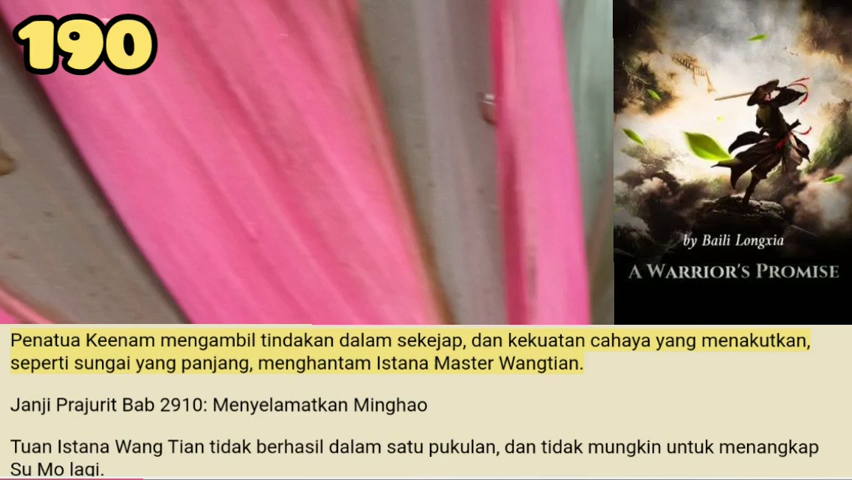 190
by Baili Longxia
A WARRIOR'S PROMISE
Penatua Keenam mengambil tindakan dalam sekejap, dan kekuatan cahaya yang menakutkan,
seperti sungai yang panjang, menghantam Istana Master Wangtian.
Janji Prajurit Bab 2910: Menyelamatkan Minghao
Tuan Istana Wang Tian tidak berhasil dalam satu pukulan, dan tidak mungkin untuk menangkap
Su Mo lagi.